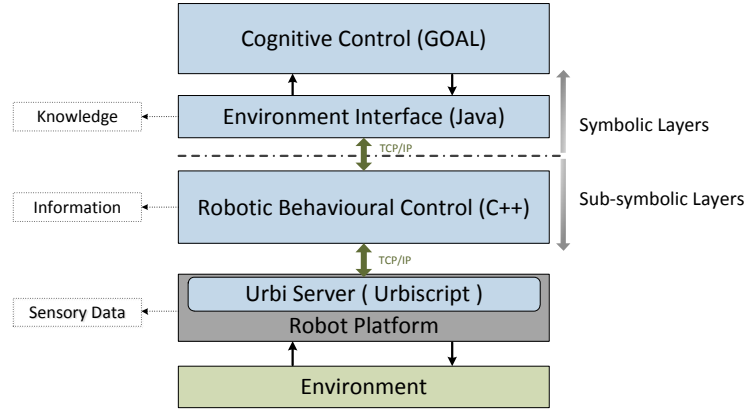 Cognitive Control (GOAL)
Knowledge
Environment Interface (Java)
Symbolic Layers
TCP/IP
Information
Robotic Behavioural Control (C++)
Sub-symbolic Layers
TCP/IP
Urbi Server ( Urbiscript )
Sensory Data
Robot Platform
Environment